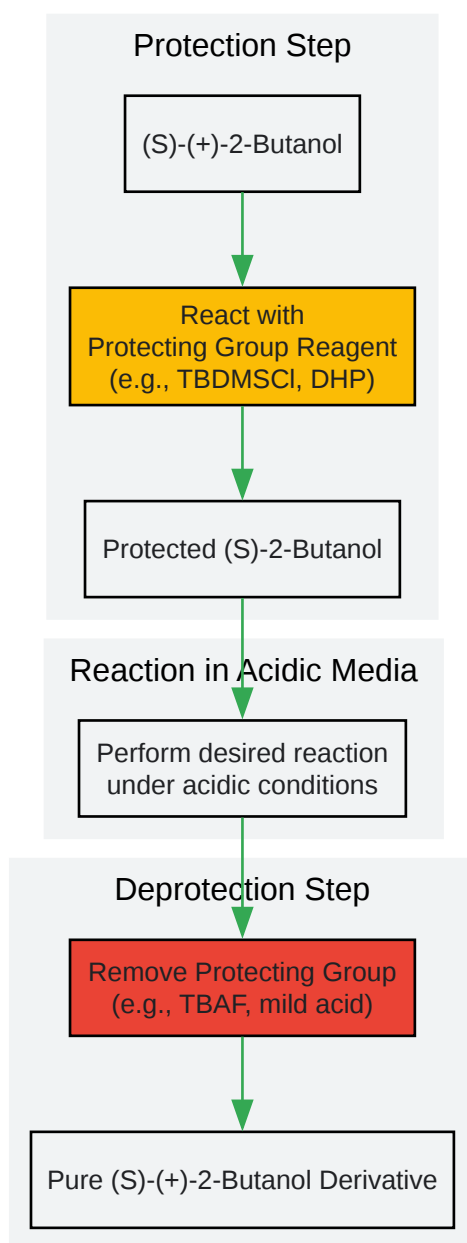 Protection Step
(S)-(+)-2-Butanol
React with
Protecting Group Reagent
(e.g., TBDMSCl, DHP)
Protected (S)-2-Butanol
Reaction in Acidic Media
Perform desired reaction
under acidic conditions
Deprotection Step
Remove Protecting Group
(e.g., TBAF, mild acid)
Pure (S)-(+)-2-Butanol Derivative